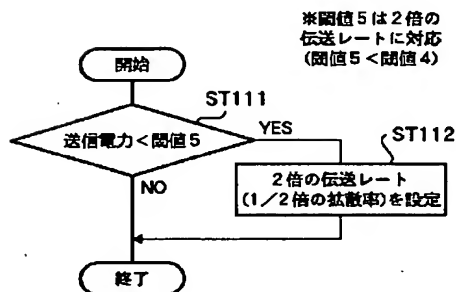 ※閾値5は2倍の
伝送レートに対応
(閾値5<閾値4)
開始
ST111
送信電力<閾値5
YES
ST112
2倍の伝送レート
(1/2倍の拡散率)を設定
NO
終了